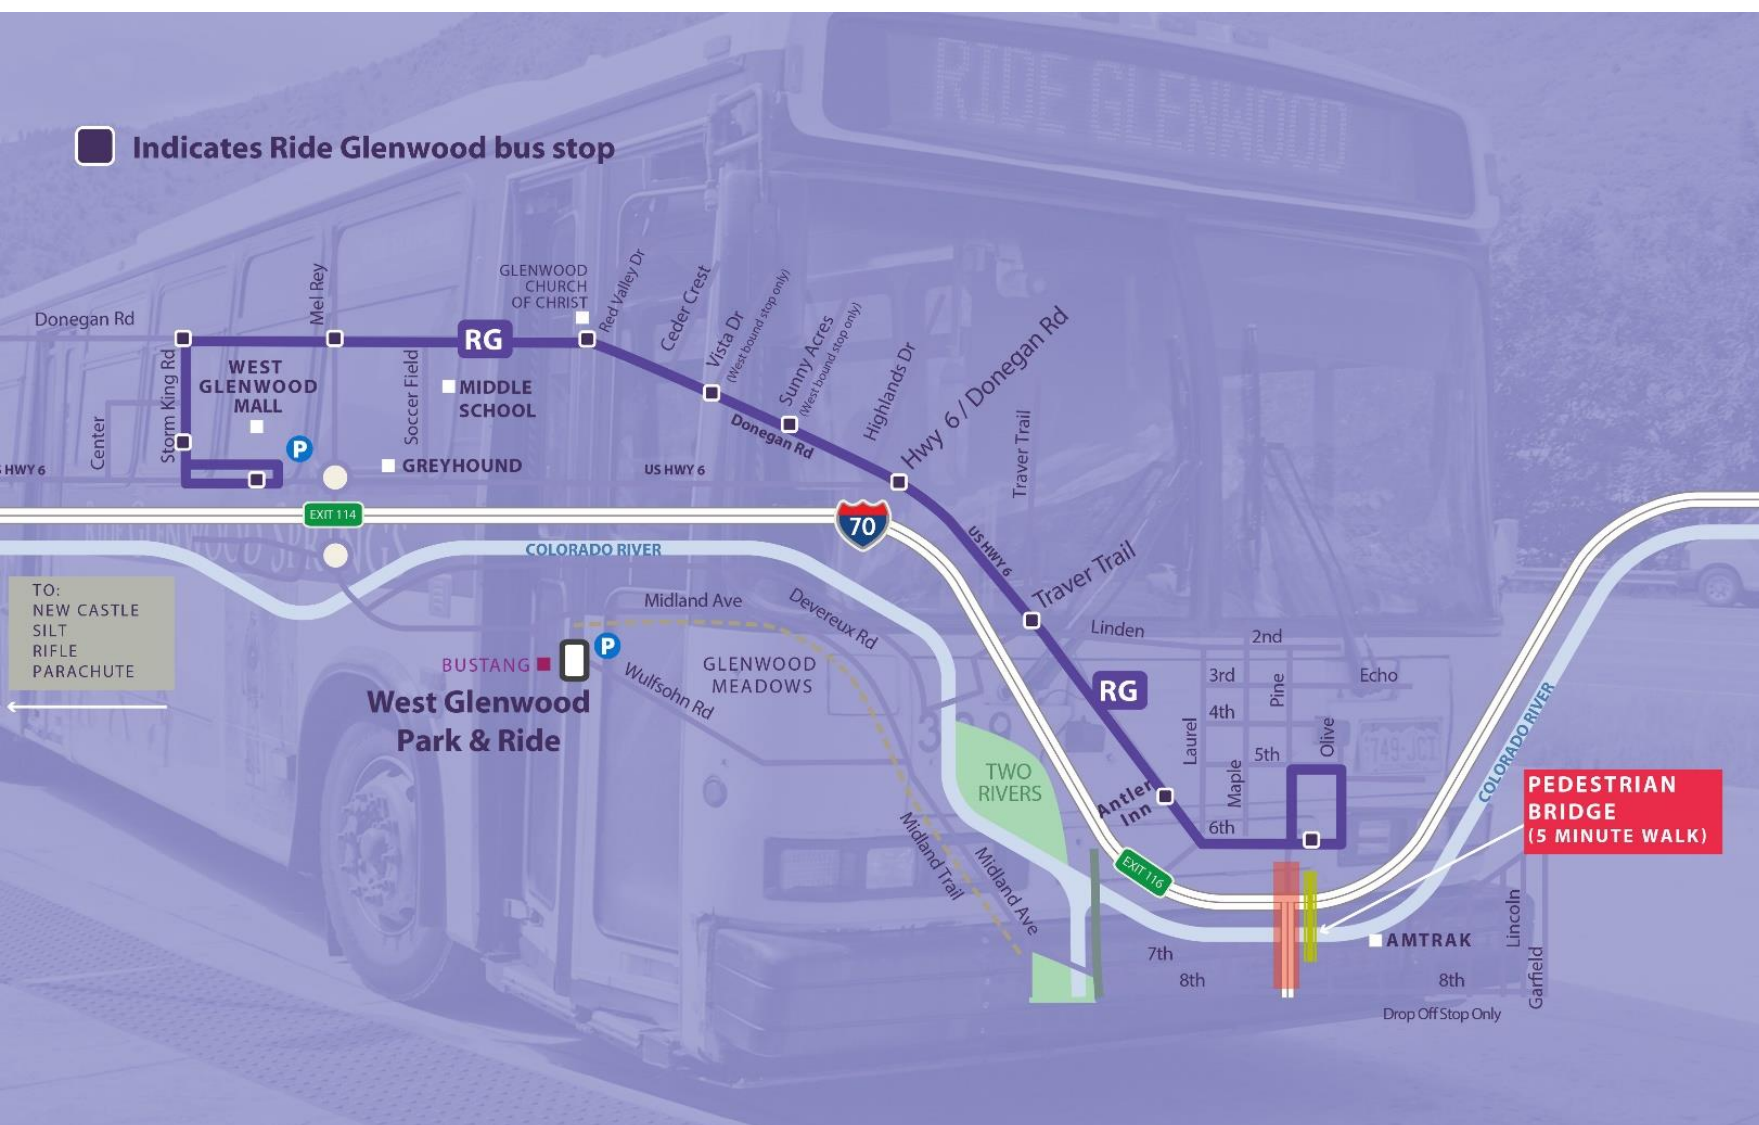 RIDE GLENWOOD
Indicates Ride Glenwood bus stop
Donegan Rd
Mel Rey
GLENWOOD
CHURCH
OF CHRIST
Red Valley Dr
Ceder Crest
Vista Dr
(West bound stop only)
Sunny Acres
(West bound stop only)
Highlands Dr
Hwy 6 / Donegan Rd
Traver Trail
RG
Storm King Rd
WEST
GLENWOOD
MALL
Center
Soccer Field
MIDDLE
SCHOOL
Donegan Rd
P
GREYHOUND
S HWY 6
US HWY 6
EXIT 114
70
US HWY 6
COLORADO RIVER
TO:
NEW CASTLE
SILT
RIFLE
PARACHUTE
Midland Ave
Devereux Rd
Traver Trail
Linden
2nd
BUSTANG
P
West Glenwood
Park & Ride
Wulfsohn Rd
GLENWOOD
MEADOWS
RG
3rd
Pine
Echo
4th
Laurel
5th
Olive
Maple
6th
COLORADO RIVER
TWO
RIVERS
Antler
Inn
PEDESTRIAN
BRIDGE
(5 MINUTE WALK)
Midland Trail
Midland Ave
EXIT 116
AMTRAK
Lincoln
Garfield
7th
8th
8th
Drop Off Stop Only